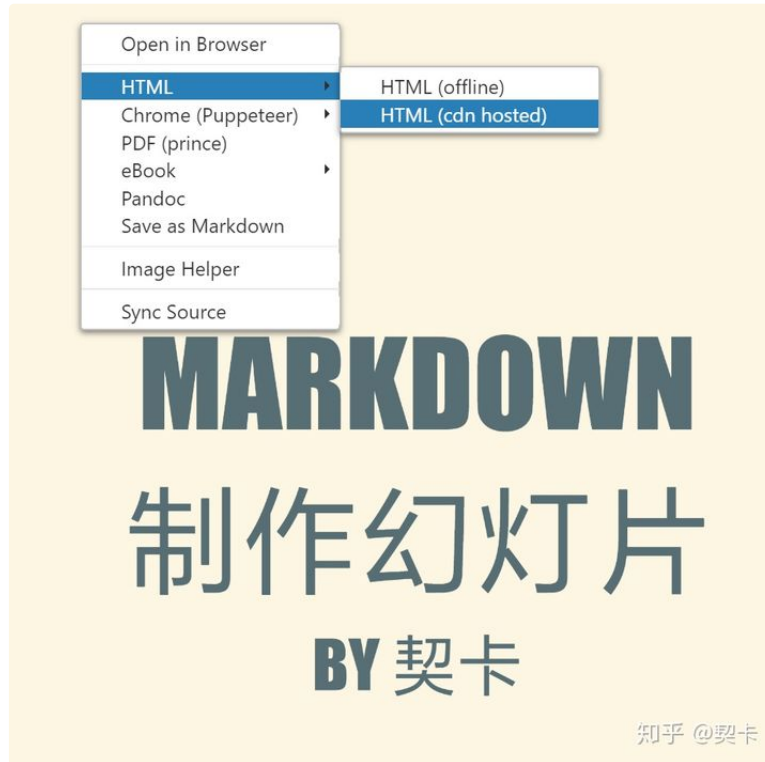 Open in Browser
HTML
HTML (offline)
Chrome (Puppeteer)
HTML (cdn hosted)
PDF (prince)
eBook
Pandoc
Save as Markdown
Image Helper
Sync Source
MARKDOWN
制作幻灯片
BY 契卡
知乎 @契卡